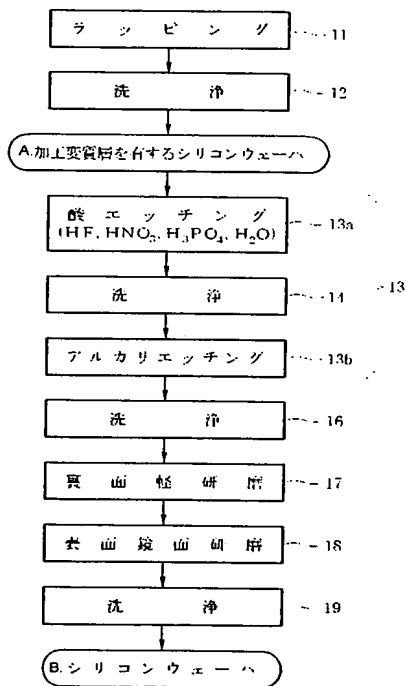 ラッピング 11
洗浄 12
A.加工変質層を有するシリコンウェーハ
酸エッチング
(HF, HNO3, H3PO4, H2O) 13a
洗浄 14
13
アルカリエッチング 13b
洗浄 16
裏面軽研磨 17
表面鏡面研磨 18
洗浄 19
B.シリコンウェーハ